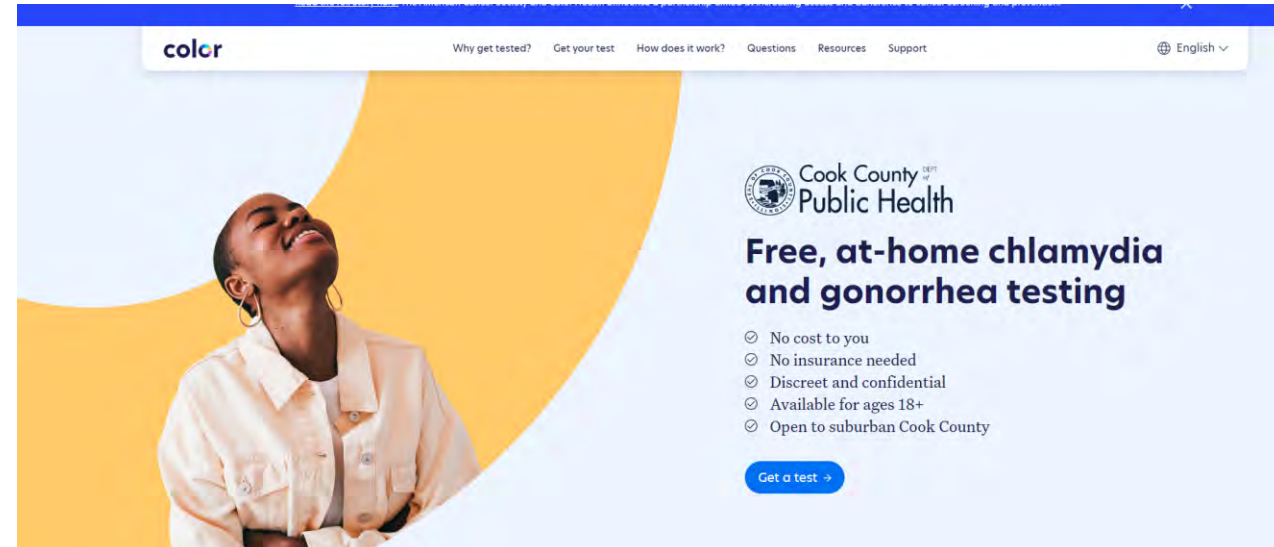 color
Why get tested? Get your test How does it work? Questions Resources Support
English
Cook County DEPT of
Public Health
Free, at-home chlamydia
and gonorrhea testing
No cost to you
No insurance needed
Discreet and confidential
Available for ages 18+
Open to suburban Cook County
Get a test →